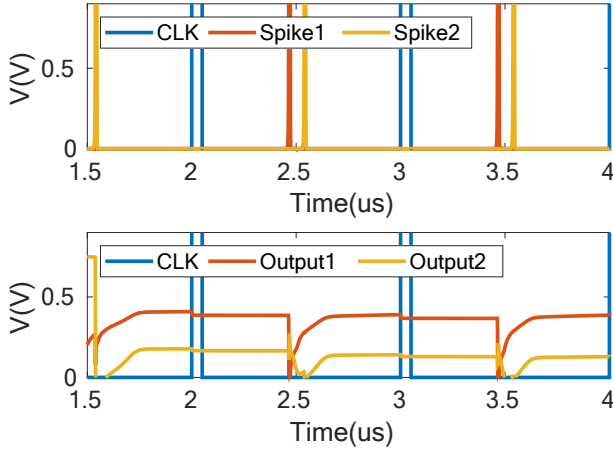 CLK Spike1 Spike2
0.5
0
V(V)
1.5 2 2.5 3 3.5 4
Time(us)
CLK Output1 Output2
0.5
0
V(V)
1.5 2 2.5 3 3.5 4
Time(us)